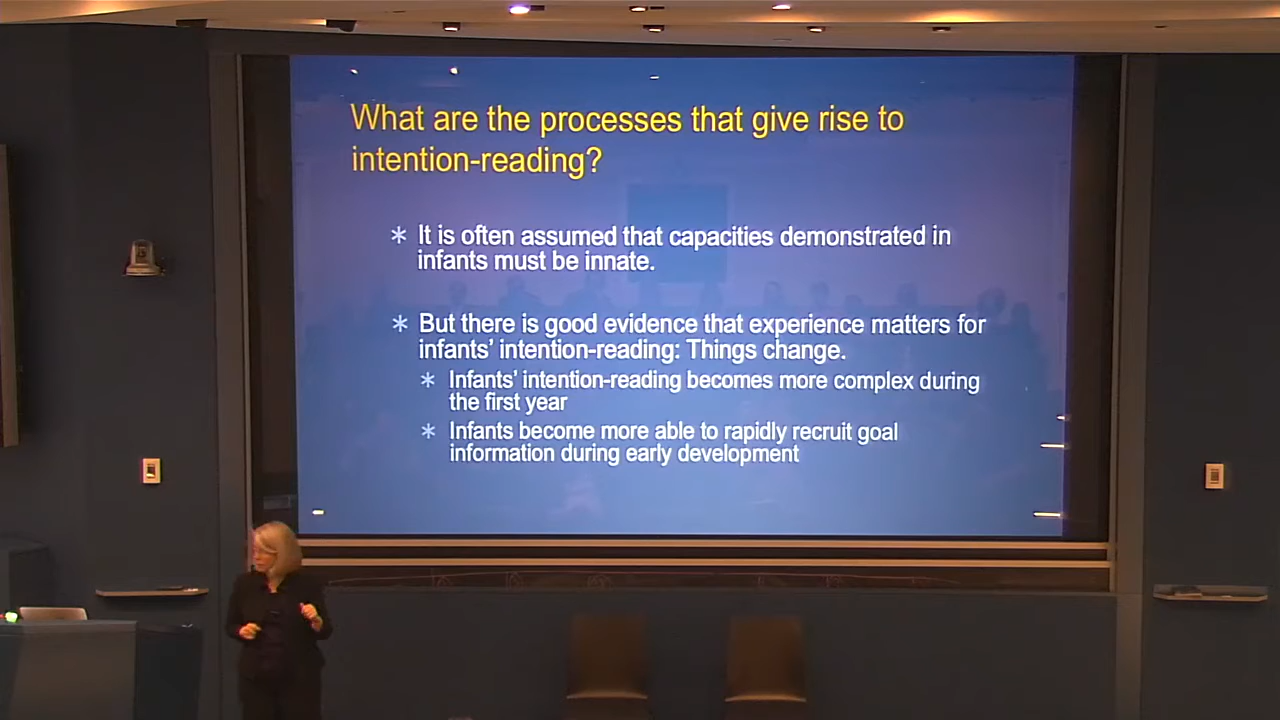 What are the processes that give rise to
intention-reading?
* It is often assumed that capacities demonstrated in
infants must be innate.
* But there is good evidence that experience matters for
infants' intention-reading: Things change.
* Infants' intention-reading becomes more complex during
the first year
* Infants become more able to rapidly recruit goal
information during early development